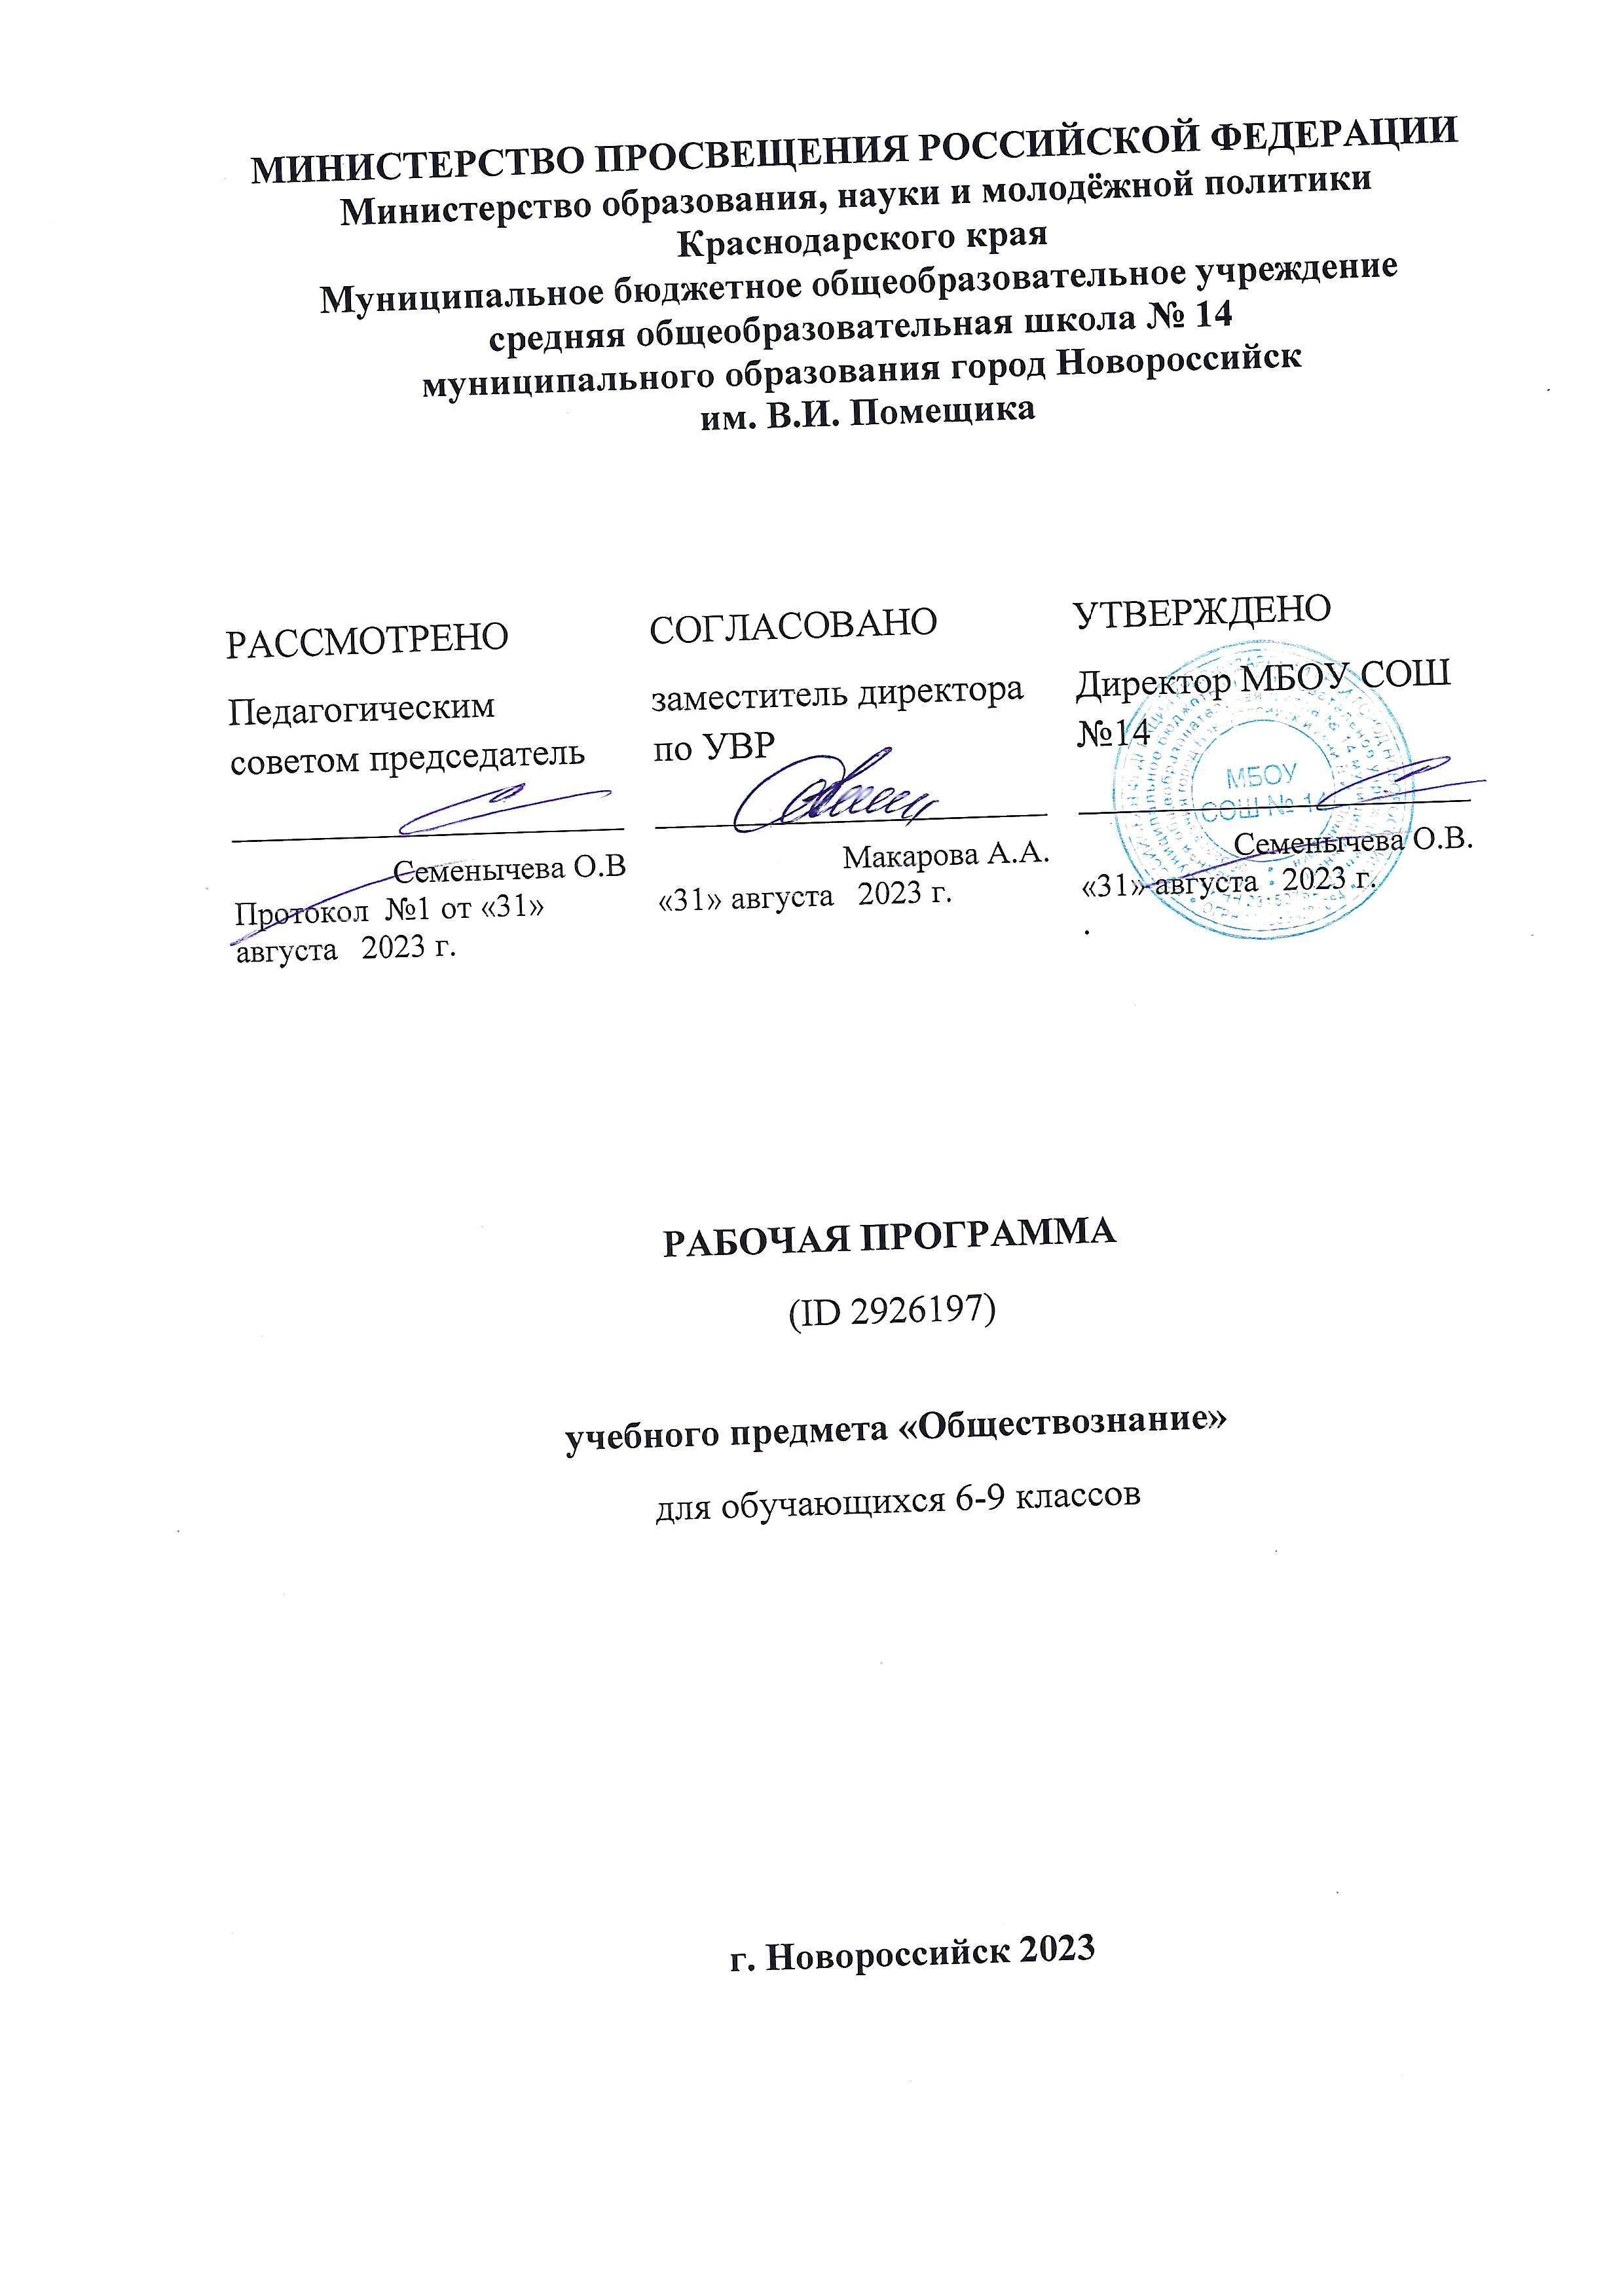 МИНИСТЕРСТВО ПРОСВЕЩЕНИЯ РОССИЙСКОЙ ФЕДЕРАЦИИ
Министерство образования, науки и молодёжной политики
Краснодарского края
Муниципальное бюджетное общеобразовательное учреждение
средняя общеобразовательная школа № 14
муниципального образования город Новороссийск
им. В.И. Помещика
РАССМОТРЕНО
Педагогическим
советом председатель
Семенычева О.В
Протокол №1 от «31»
августа 2023 г.
СОГЛАСОВАНО
заместитель директора
по УВР
Макарова А.А.
«31» августа 2023 г.
УТВЕРЖДЕНО
Директор МБОУ СОШ
№14
Семенычева О.В.
«31» августа 2023 г.
.
МБОУ
СОШ № 14
РАБОЧАЯ ПРОГРАММА
(ID 2926197)
учебного предмета «Обществознание»
для обучающихся 6-9 классов
г. Новороссийск 2023